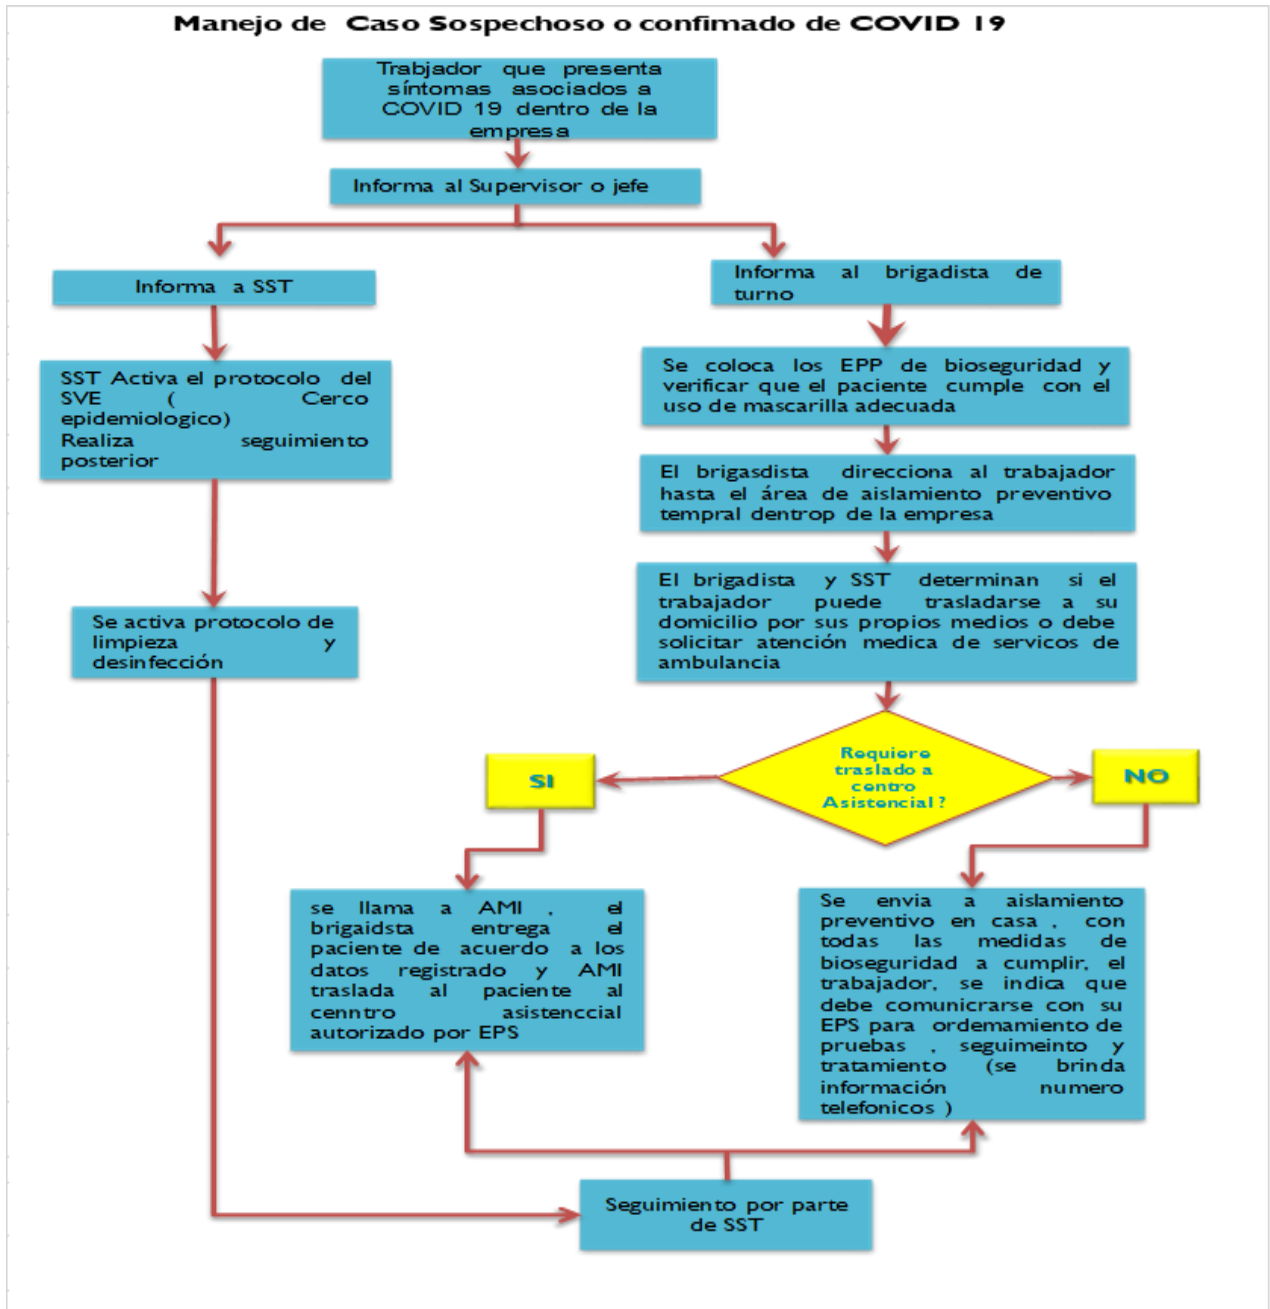 Manejo de Caso Sospechoso o confimado de COVID 19
Trabjador que presenta
síntomas asociados a
COVID 19 dentro de la
empresa
Informa al Supervisor o jefe
Informa a SST
SST Activa el protocolo del
SVE ( Cerco
epidemiologico)
Realiza seguimiento
posterior
Se activa protocolo de
limpieza y
desinfección
Informa al brigadista de
turno
Se coloca los EPP de bioseguridad y
verificar que el paciente cumple con el
uso de mascarilla adecuada
El brigasdista direcciona al trabajador
hasta el área de aislamiento preventivo
tempral dentrop de la empresa
El brigadista y SST determinan si el
trabajador puede trasladarse a su
domicilio por sus propios medios o debe
solicitar atención medica de servicos de
ambulancia
Requiere
traslado a
centro
Asistencial ?
SI
NO
se llama a AMI , el
brigaidsta entrega el
paciente de acuerdo a los
datos registrado y AMI
traslada al paciente al
cenntro asistenccial
autorizado por EPS
Se envia a aislamiento
preventivo en casa , con
todas las medidas de
bioseguridad a cumplir, el
trabajador, se indica que
debe comunicrarse con su
EPS para ordemamiento de
pruebas , seguimeinto y
tratamiento (se brinda
información numero
telefonicos )
Seguimiento por parte
de SST